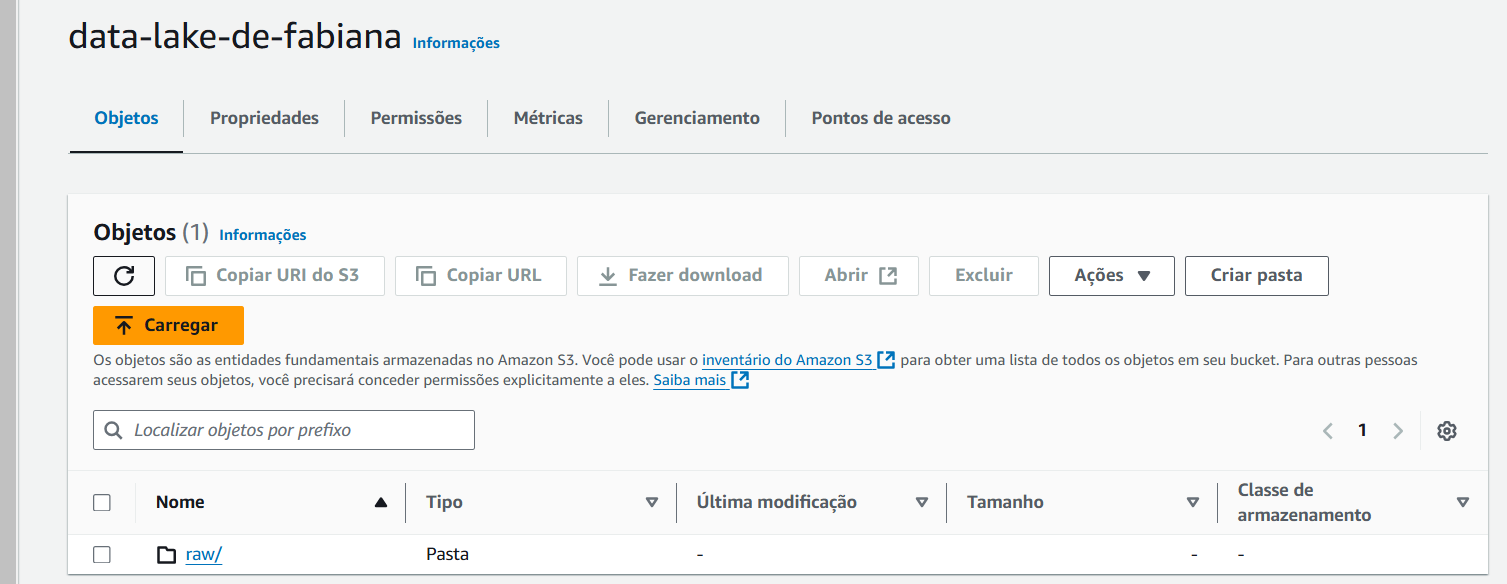 data-lake-de-fabiana Informações
Objetos Propriedades Permissões Métricas Gerenciamento Pontos de acesso
Objetos (1) Informações
Copiar URI do S3 Copiar URL Fazer download Abrir Excluir Ações Criar pasta
Carregar
Os objetos são as entidades fundamentais armazenadas no Amazon S3. Você pode usar o inventário do Amazon S3 para obter uma lista de todos os objetos em seu bucket. Para outras pessoas
acessarem seus objetos, você precisará conceder permissões explicitamente a eles. Saiba mais
Localizar objetos por prefixo
1
Nome Tipo Última modificação Tamanho Classe de
armazenamento
raw/ Pasta - - -